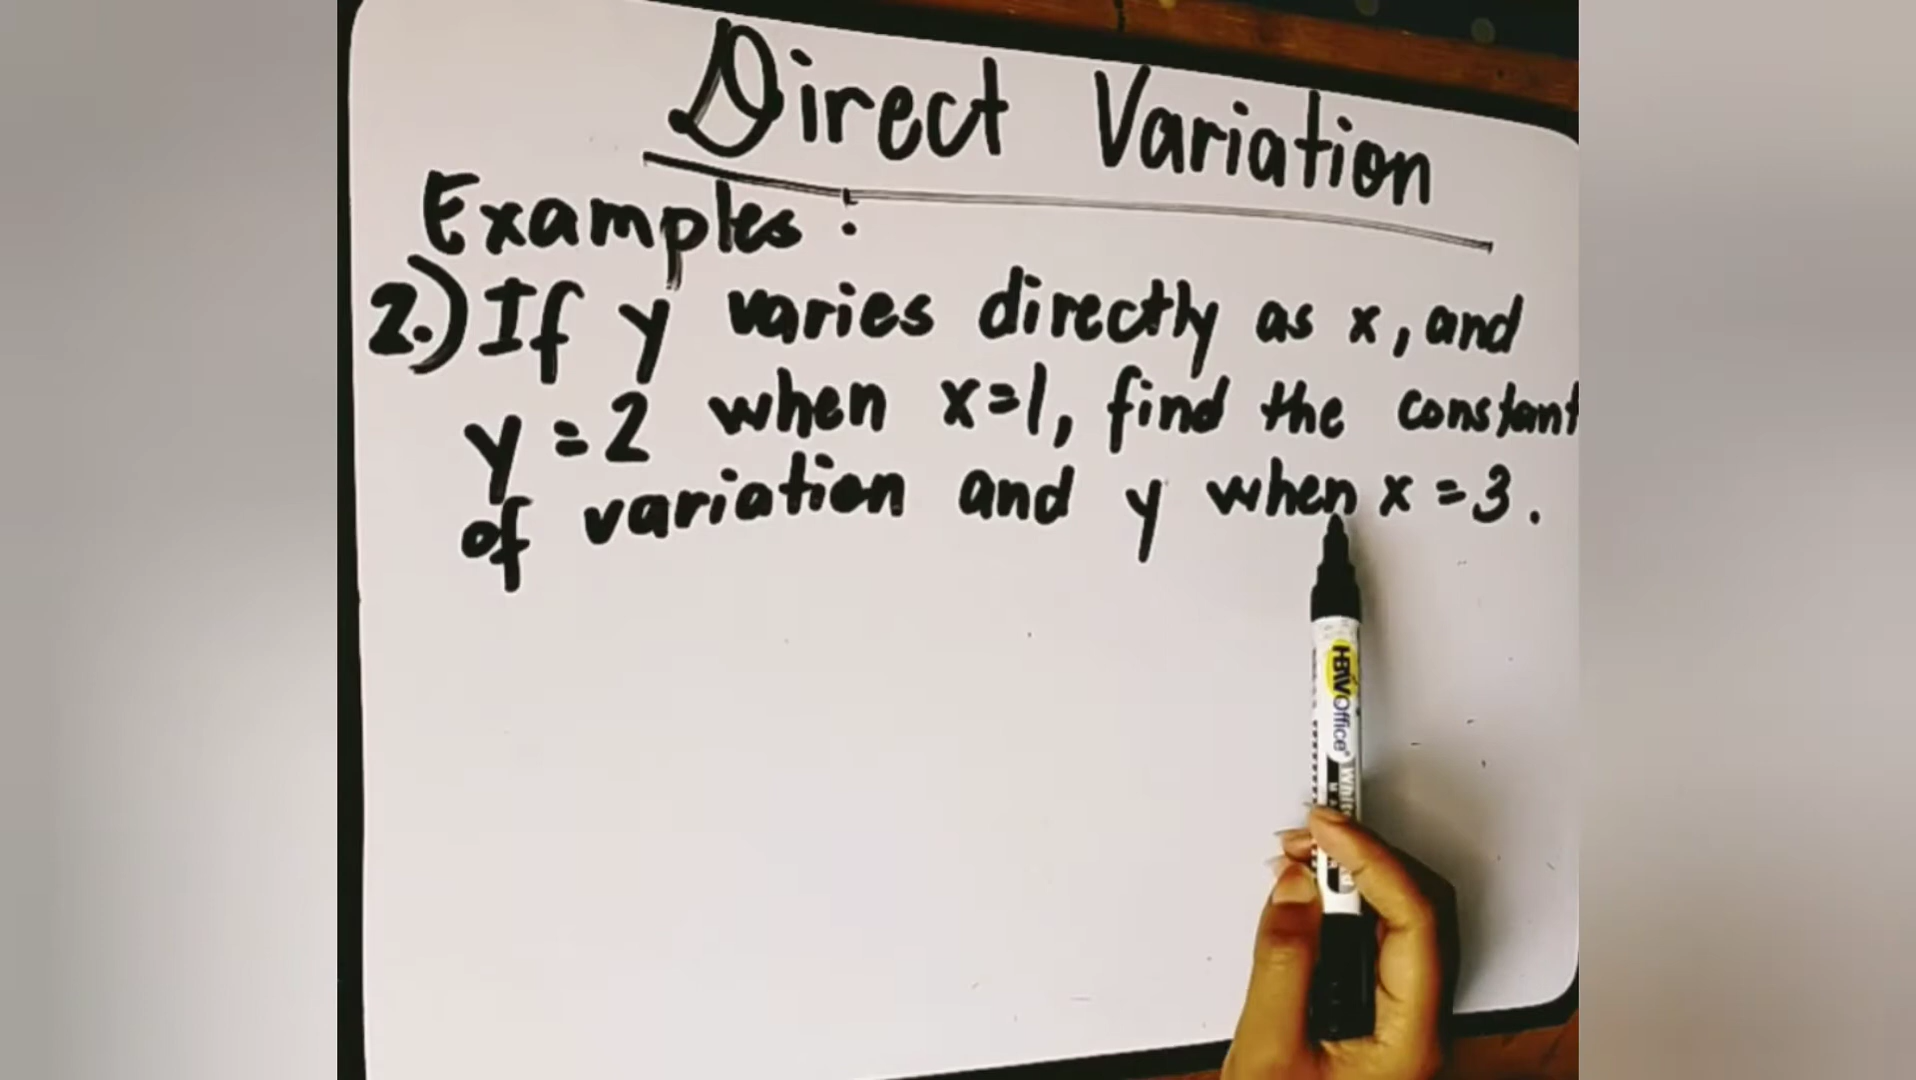 Direct Variation
Examples:
2.) If y varies directly as x, and
y = 2 when x=1, find the constant
of variation and y when x = 3.
HBW Office